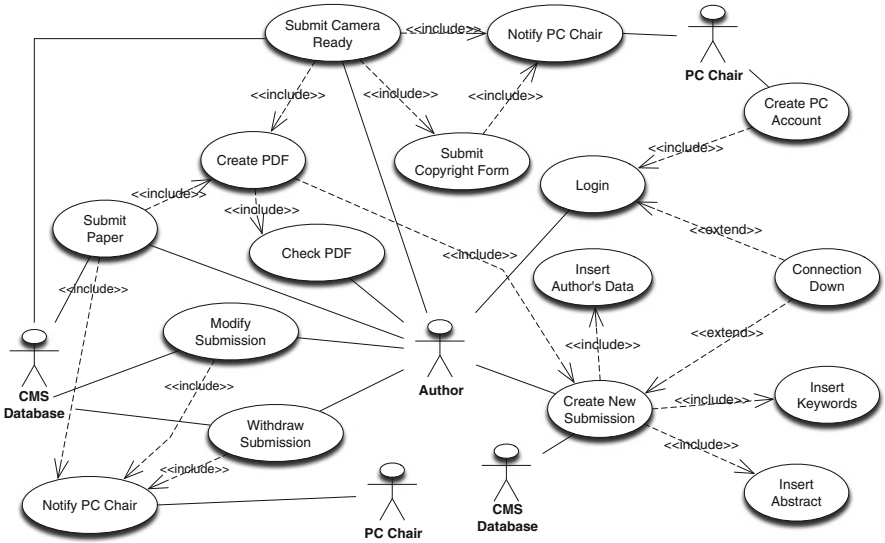 Submit Camera
Ready
<<include>>
Notify PC Chair
PC Chair
<<include>>
<<include>>
<<include>>
Create PC
Account
<<include>>
Create PDF
Submit
Copyright Form
Login
<<include>>
Submit
Paper
<<include>>
<<extend>>
Check PDF
<<include>>
Insert
Author's Data
Connection
Down
<<include>>
Modify
Submission
<<include>>
<<extend>>
CMS
Database
<<include>>
Author
Create New
Submission
<<include>>
Insert
Keywords
Withdraw
Submission
<<include>>
<<include>>
Insert
Abstract
Notify PC Chair
PC Chair
CMS
Database